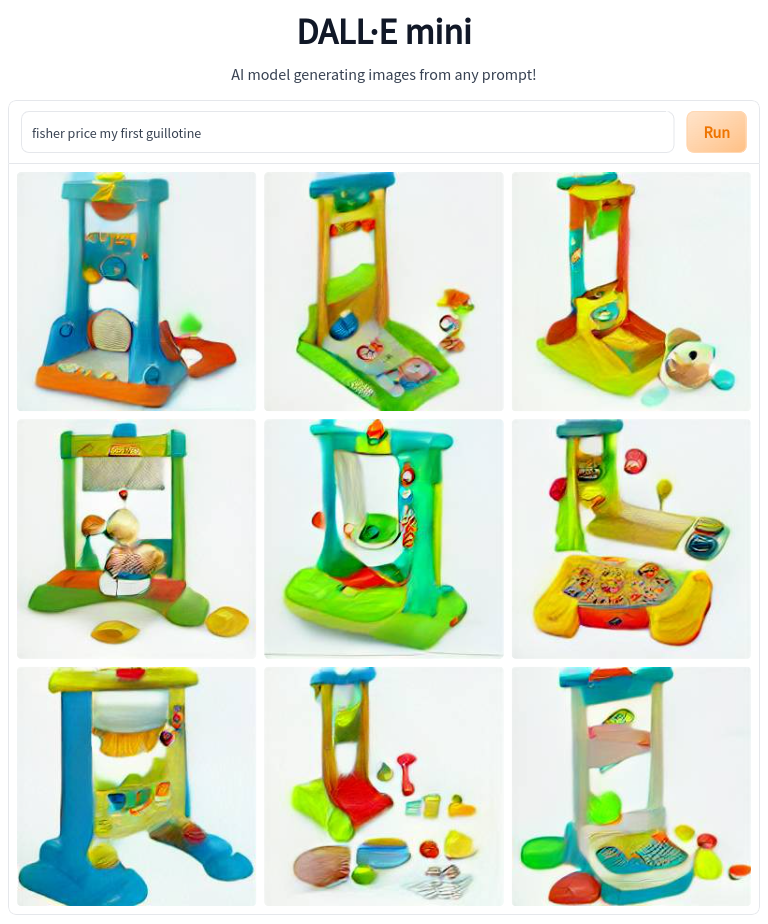 DALL·E mini
AI model generating images from any prompt!
fisher price my first guillotine
Run